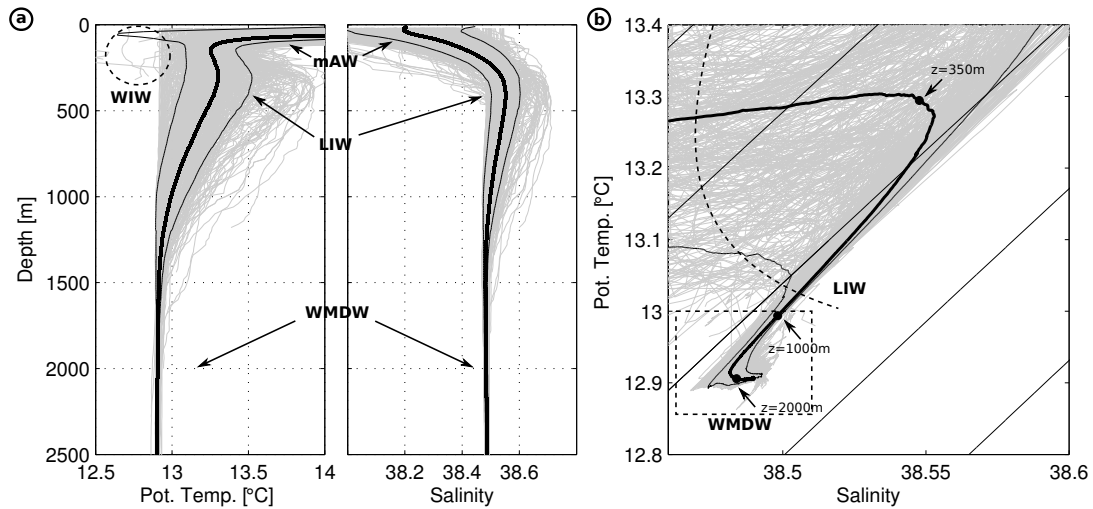 a
0
500
1000
1500
2000
2500
Depth [m]
12.5 13 13.5 14
Pot. Temp. [°C]
WIW
mAW
LIW
WMDW
38.2 38.4 38.6
Salinity
b
13.4
13.3
13.2
13.1
13
12.9
12.8
Pot. Temp. [°C]
z=350m
LIW
z=1000m
z=2000m
WMDW
38.5 38.55 38.6
Salinity